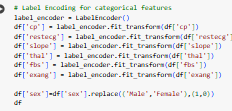 # Label Encoding for categorical features
label_encoder = LabelEncoder()
df['cp'] = label_encoder.fit_transform(df['cp'])
df['restecg'] = label_encoder.fit_transform(df['restecg'
df['slope'] = label_encoder.fit_transform(df['slope'])
df['thal'] = label_encoder.fit_transform(df['thal'])
df['fbs'] = label_encoder.fit_transform(df['fbs'])
df['exang'] = label_encoder.fit_transform(df['exang'])
df['sex']=df['sex'].replace(('Male','Female'),(1,0))
df